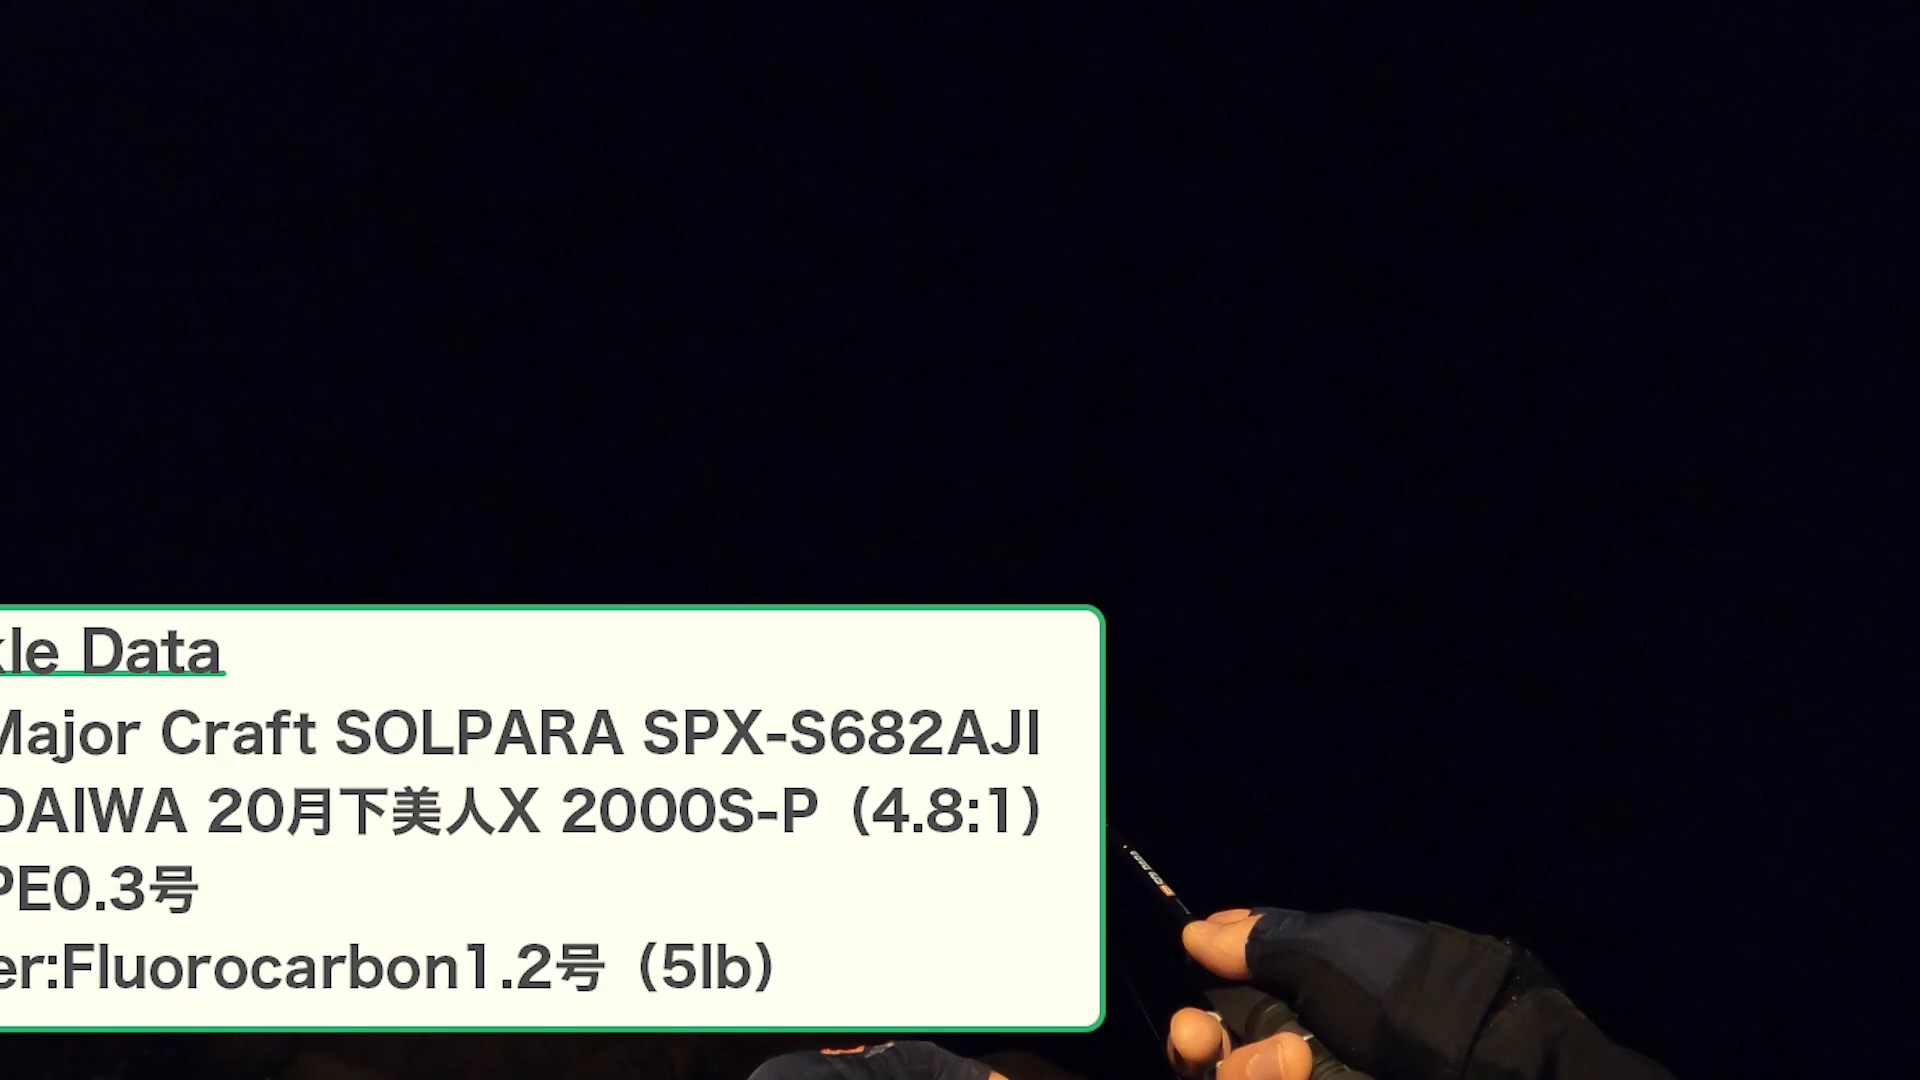 kle Data
Major Craft SOLPARA SPX-S682AJI
DAIWA 20月下美人X 2000S-P（4.8:1）
PE0.3号
er:Fluorocarbon1.2号（5lb）